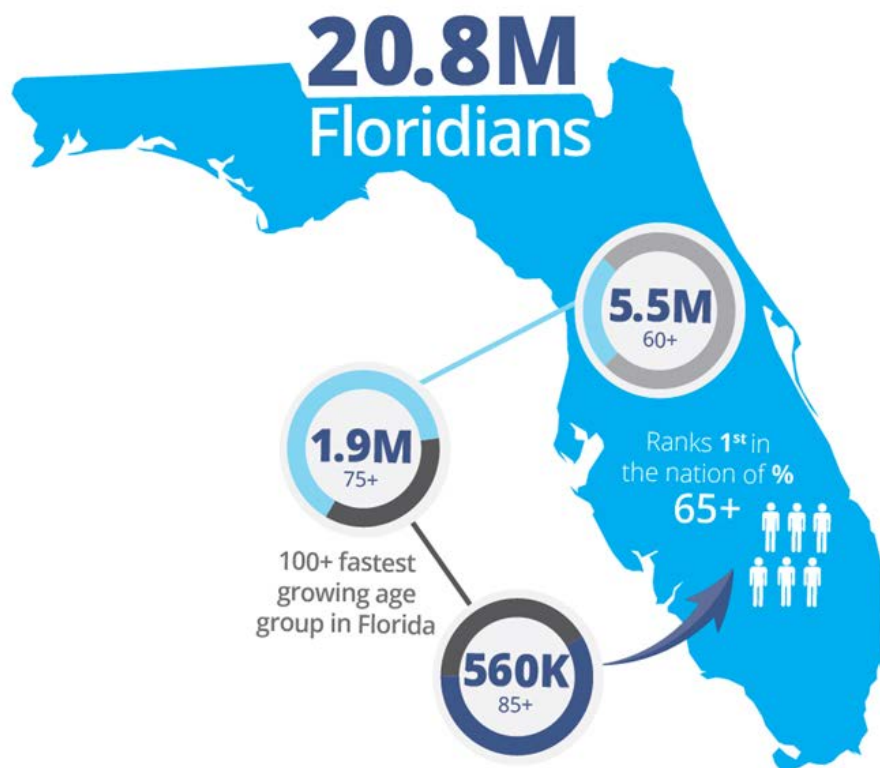 20.8M
Floridians
5.5M
60+
1.9M
75+
Ranks 1st in
the nation of %
65+
100+ fastest
growing age
group in Florida
560K
85+